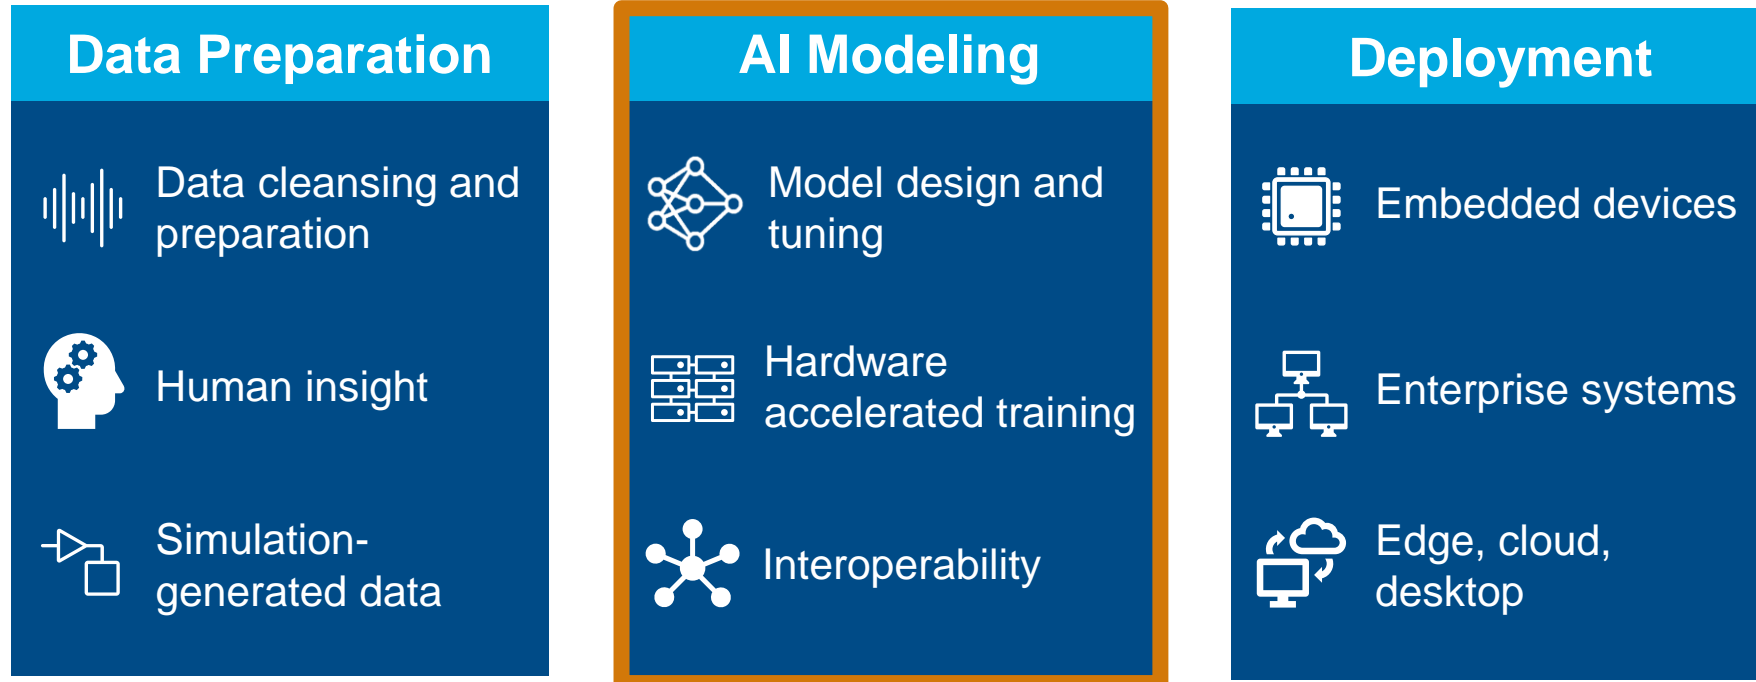 Data Preparation
Data cleansing and
preparation
Human insight
Simulation-
generated data
AI Modeling
Model design and
tuning
Hardware
accelerated training
Interoperability
Deployment
Embedded devices
Enterprise systems
Edge, cloud,
desktop